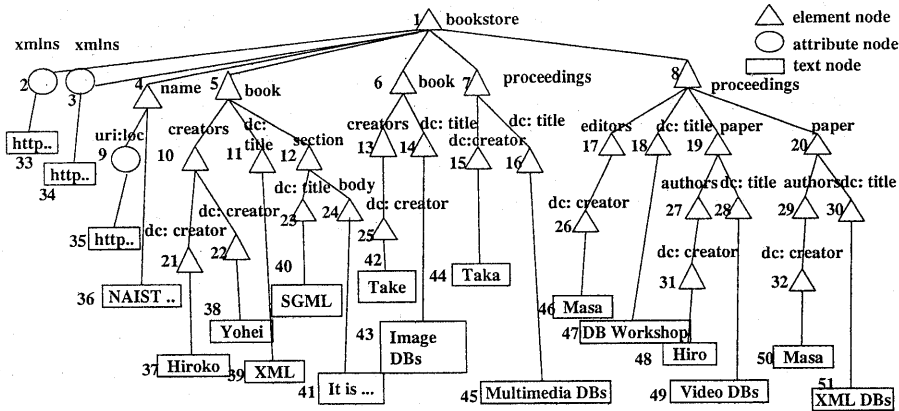 1 bookstore
element node
attribute node
text node
xmlns xmlns
2 3 4 name 5 book 6 book 7 proceedings 8 proceedings
http..
33
http..
34
uri:loc
9
http..
35
creators
10
dc: title
11
section
12
creators
13
dc: title
14
dc:creator
15
dc: title
16
editors
17
dc: title
18
paper
19
paper
20
dc: creator
21
dc: creator
22
dc: title
23
body
24
dc: creator
25
dc: creator
26
authors
27
dc: title
28
authors
29
dc: title
30
dc: creator
31
dc: creator
32
36 NAIST ..
37 Hiroko
38 Yohei
39 XML
40 SGML
41 It is ...
42 Take
43 Image DBs
44 Taka
45 Multimedia DBs
46 Masa
47 DB Workshop
48 Hiro
49 Video DBs
50 Masa
51 XML DBs